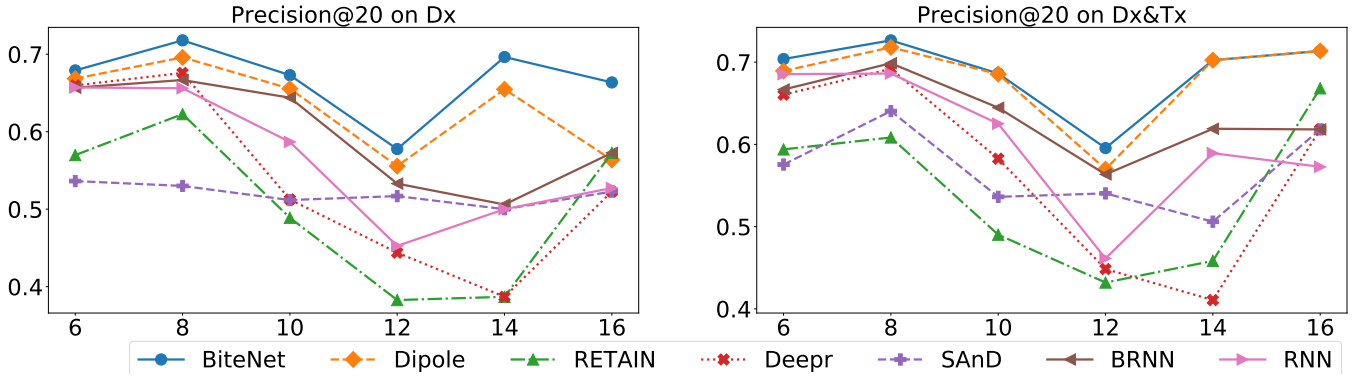 Precision@20 on Dx
0.7
0.6
0.5
0.4
6 8 10 12 14 16
Precision@20 on Dx&Tx
0.7
0.6
0.5
0.4
6 8 10 12 14 16
BiteNet Dipole RETAIN Deepr SAnD BRNN RNN